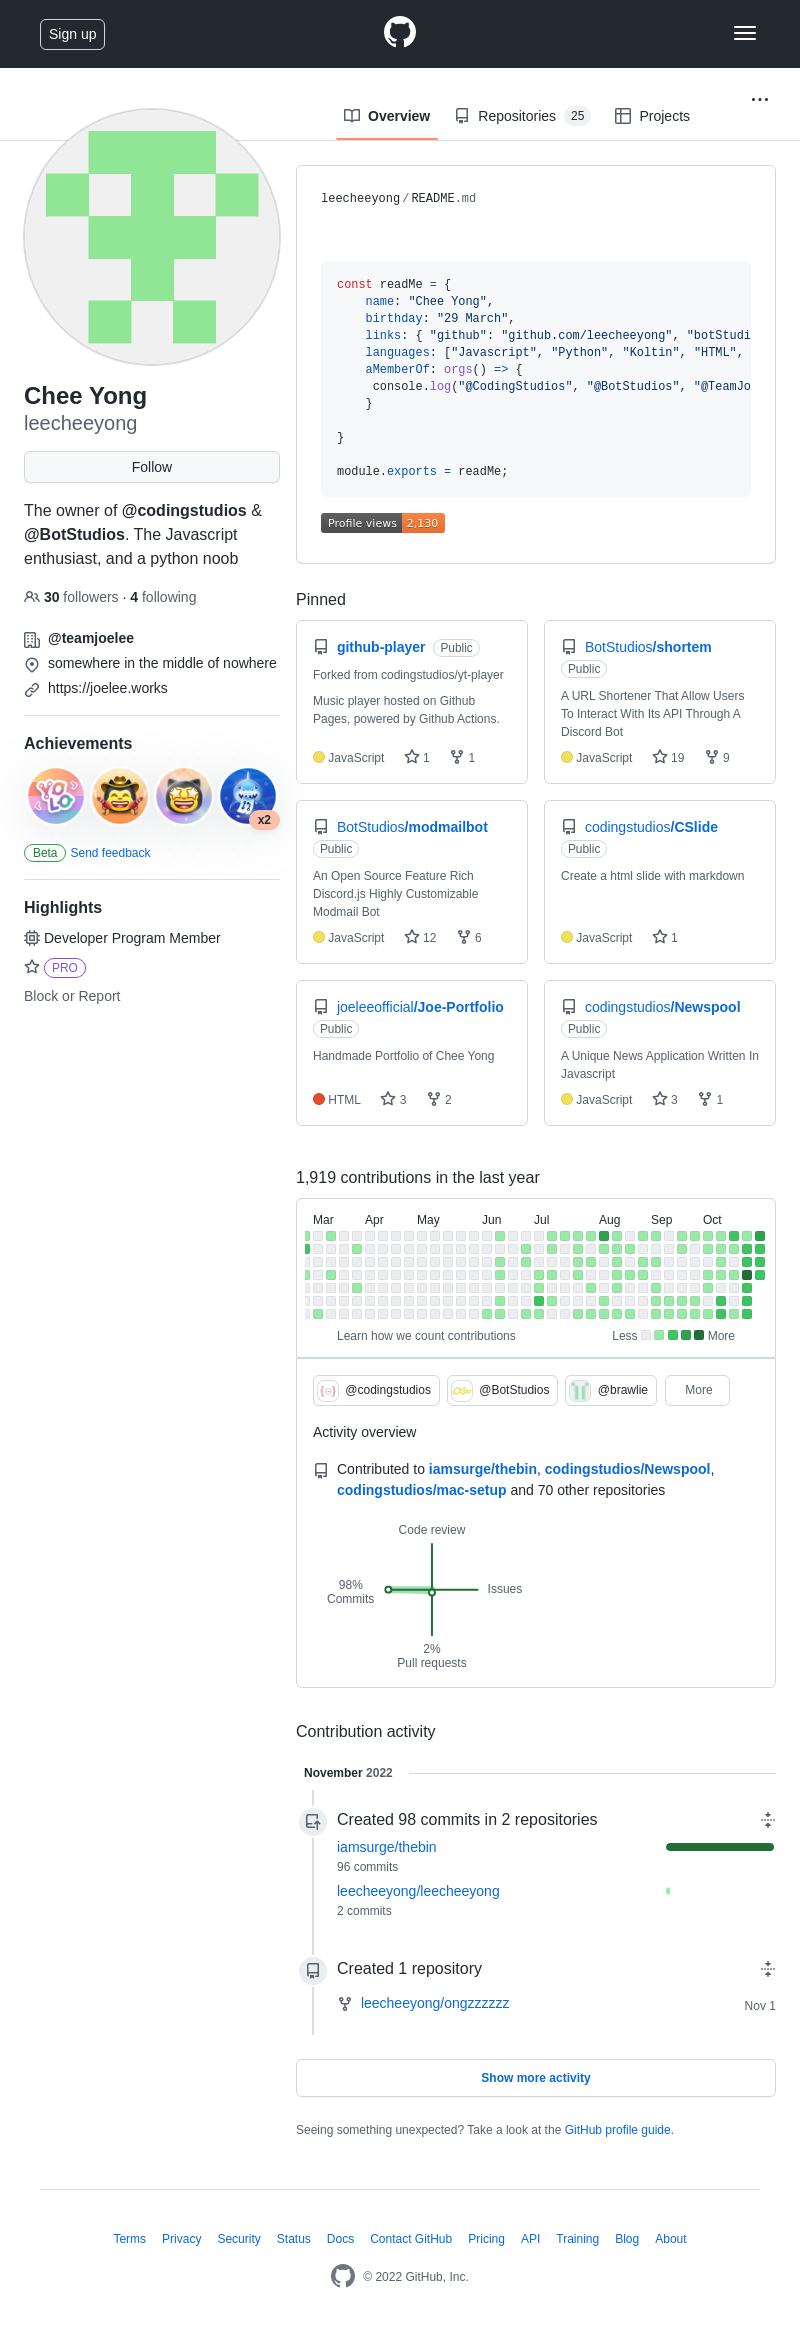 Sign up
Overview
Repositories 25
Projects
Chee Yong
leecheeyong
Follow
The owner of @codingstudios &
@BotStudios. The Javascript
enthusiast, and a python noob
30 followers · 4 following
@teamjoelee
somewhere in the middle of nowhere
https://joelee.works
Achievements
YOLO
x2
Beta Send feedback
Highlights
Developer Program Member
PRO
Block or Report
leecheeyong/README.md
const readMe = {
name: "Chee Yong",
birthday: "29 March",
links: { "github": "github.com/leecheeyong", "botStudi
languages: ["Javascript", "Python", "Koltin", "HTML",
aMemberOf: orgs() => {
console.log("@CodingStudios", "@BotStudios", "@TeamJo
}
}
module.exports = readMe;
Profile views 2,130
Pinned
github-player Public
Forked from codingstudios/yt-player
Music player hosted on Github
Pages, powered by Github Actions.
JavaScript 1 1
BotStudios/shortem
Public
A URL Shortener That Allow Users
To Interact With Its API Through A
Discord Bot
JavaScript 19 9
BotStudios/modmailbot
Public
An Open Source Feature Rich
Discord.js Highly Customizable
Modmail Bot
JavaScript 12 6
codingstudios/CSlide
Public
Create a html slide with markdown
JavaScript 1
joeleeofficial/Joe-Portfolio
Public
Handmade Portfolio of Chee Yong
HTML 3 2
codingstudios/Newspool
Public
A Unique News Application Written In
Javascript
JavaScript 3 1
1,919 contributions in the last year
Mar Apr May Jun Jul Aug Sep Oct
Learn how we count contributions
Less More
@codingstudios @BotStudios @brawlie More
Activity overview
Contributed to iamsurge/thebin, codingstudios/Newspool,
codingstudios/mac-setup and 70 other repositories
Code review
98%
Commits
Issues
2%
Pull requests
Contribution activity
November 2022
Created 98 commits in 2 repositories
iamsurge/thebin
96 commits
leecheeyong/leecheeyong
2 commits
Created 1 repository
leecheeyong/ongzzzzzz Nov 1
Show more activity
Seeing something unexpected? Take a look at the GitHub profile guide.
Terms Privacy Security Status Docs Contact GitHub Pricing API Training Blog About
© 2022 GitHub, Inc.